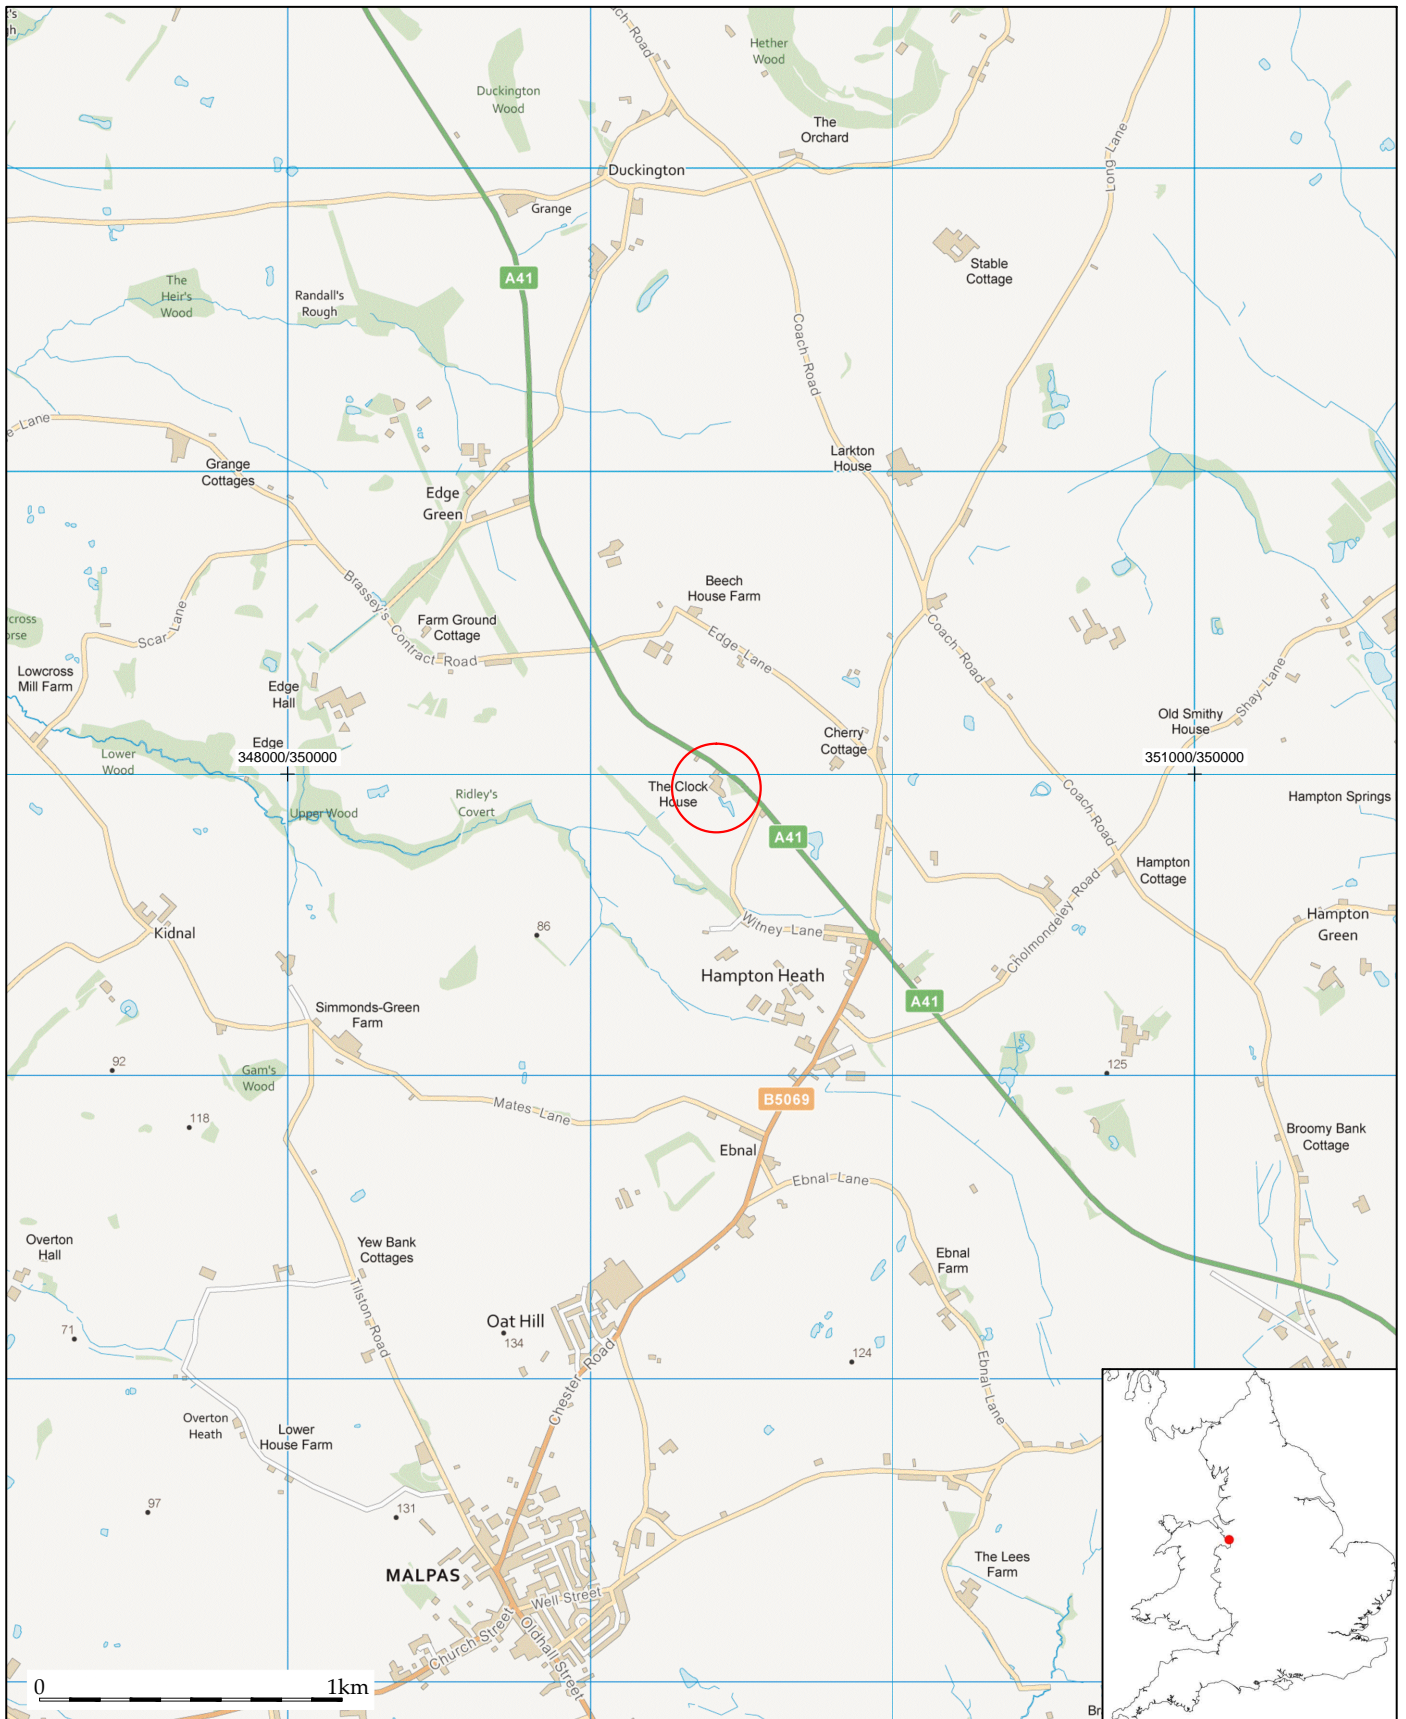 Hether
Wood
Duckington
Wood
The
Orchard
Long Lane
Duckington
Grange
Stable
Cottage
A41
The
Heir's
Wood
Randall's
Rough
Coach Road
Lane
Grange
Cottages
Larkton
House
Edge
Green
Beech
House Farm
Brassey's Contract Road
Farm Ground
Cottage
Edge Lane
Coach Road
Scar Lane
Lowcross
Mill Farm
Edge
Hall
Shay Lane
Old Smithy
House
Cherry
Cottage
Edge
348000/350000
351000/350000
Lower
Wood
The Clock
House
Ridley's
Covert
Upper Wood
Coach Road
Hampton Springs
A41
Hampton
Cottage
Cholmondeley Road
Hampton
Green
Kidnal
86
Witney Lane
Hampton Heath
A41
Simmonds-Green
Farm
92
Gam's
Wood
125
B5069
Mates Lane
118
Broomy Bank
Cottage
Ebnal
Ebnal Lane
Overton
Hall
Yew Bank
Cottages
Ebnal
Farm
Tilston Road
Oat Hill
134
71
124
Chester Road
Ebnal Lane
Overton
Heath
Lower
House Farm
97
131
MALPAS
The Lees
Farm
Well Street
Church Street
Oldhall Street
0
1km